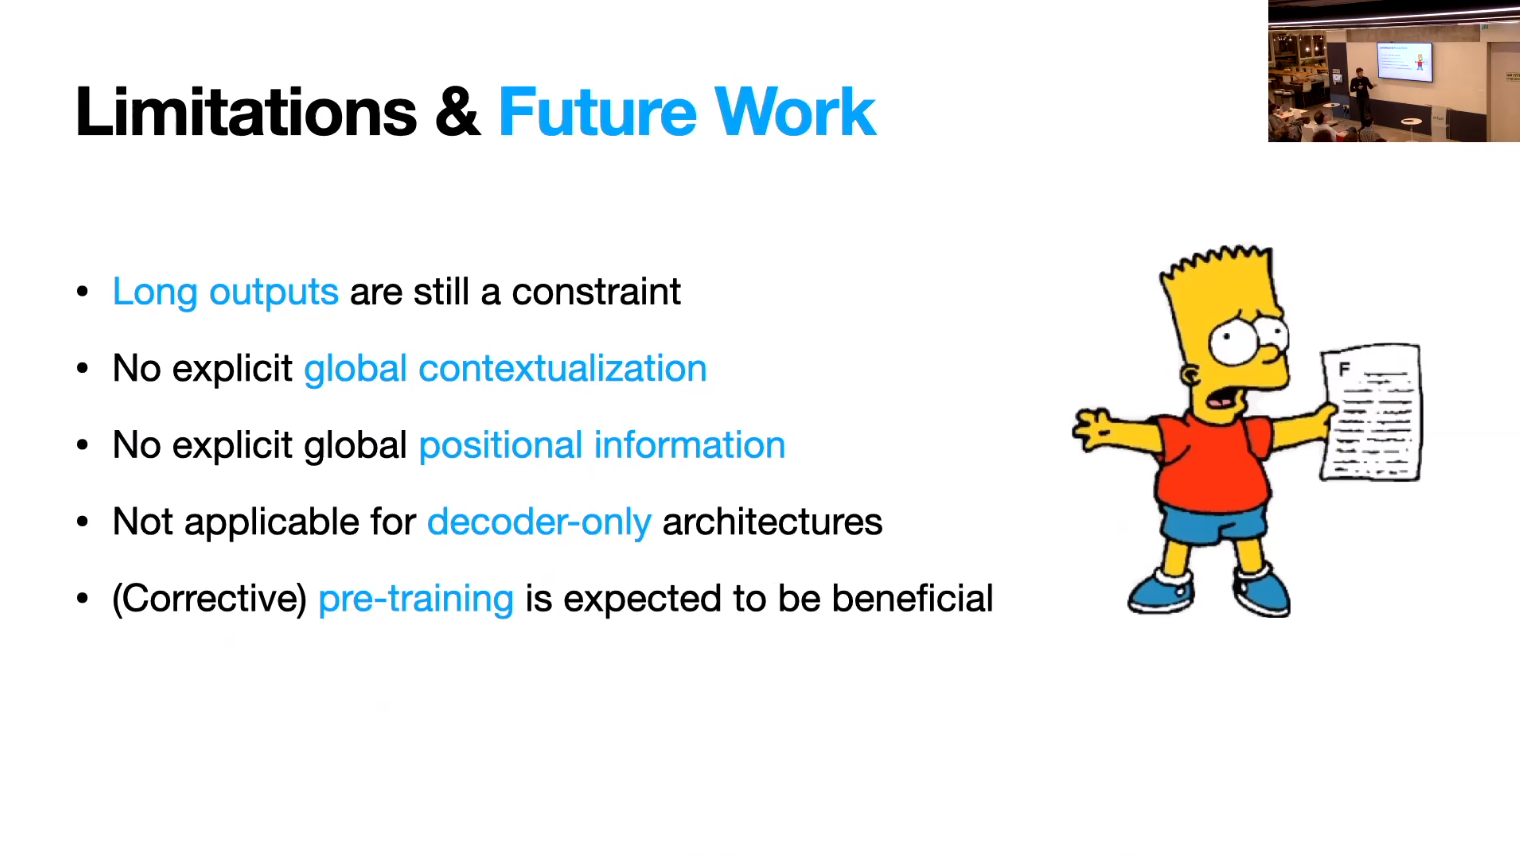 Limitations & Future Work
• Long outputs are still a constraint
• No explicit global contextualization
• No explicit global positional information
• Not applicable for decoder-only architectures
• (Corrective) pre-training is expected to be beneficial
F